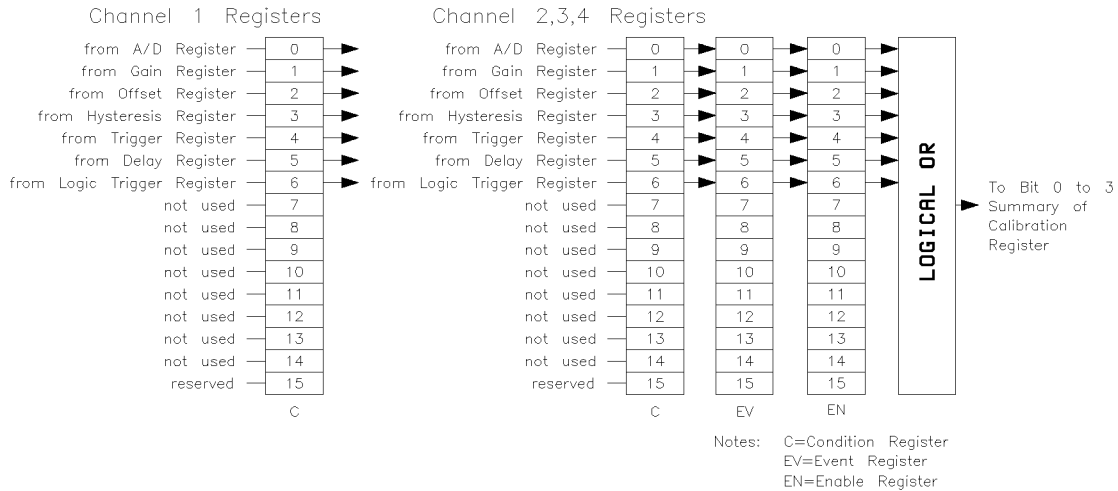 Channel 1 Registers
from A/D Register 0
from Gain Register 1
from Offset Register 2
from Hysteresis Register 3
from Trigger Register 4
from Delay Register 5
from Logic Trigger Register 6
not used 7
not used 8
not used 9
not used 10
not used 11
not used 12
not used 13
not used 14
reserved 15
C
Channel 2,3,4 Registers
from A/D Register 0 0 0
from Gain Register 1 1 1
from Offset Register 2 2 2
from Hysteresis Register 3 3 3
from Trigger Register 4 4 4
from Delay Register 5 5 5
from Logic Trigger Register 6 6 6
not used 7 7 7
not used 8 8 8
not used 9 9 9
not used 10 10 10
not used 11 11 11
not used 12 12 12
not used 13 13 13
not used 14 14 14
reserved 15 15 15
C EV EN
LOGICAL OR
To Bit 0 to 3
Summary of
Calibration
Register
Notes: C=Condition Register
EV=Event Register
EN=Enable Register